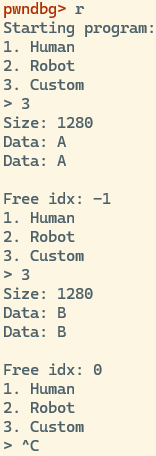 pwndbg> r
Starting program:
1. Human
2. Robot
3. Custom
> 3
Size: 1280
Data: A
Data: A

Free idx: -1
1. Human
2. Robot
3. Custom
> 3
Size: 1280
Data: B
Data: B

Free idx: 0
1. Human
2. Robot
3. Custom
> ^C